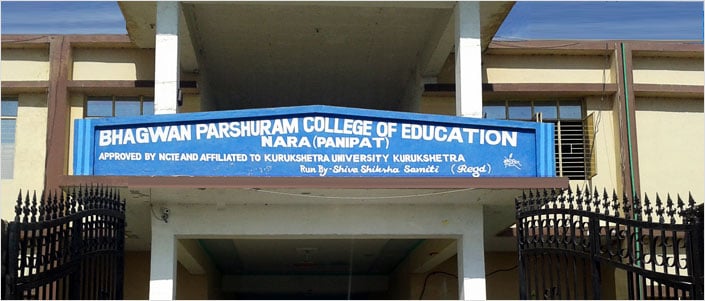 BHAGWAN PARSHURAM COLLEGE OF EDUCATION
NARA (PANIPAT)
APPROVED BY NCTE AND AFFILIATED TO KURUKSHETRA UNIVERSITY KURUKSHETRA
Run By-Shiva Shiksha Samiti (Regd)